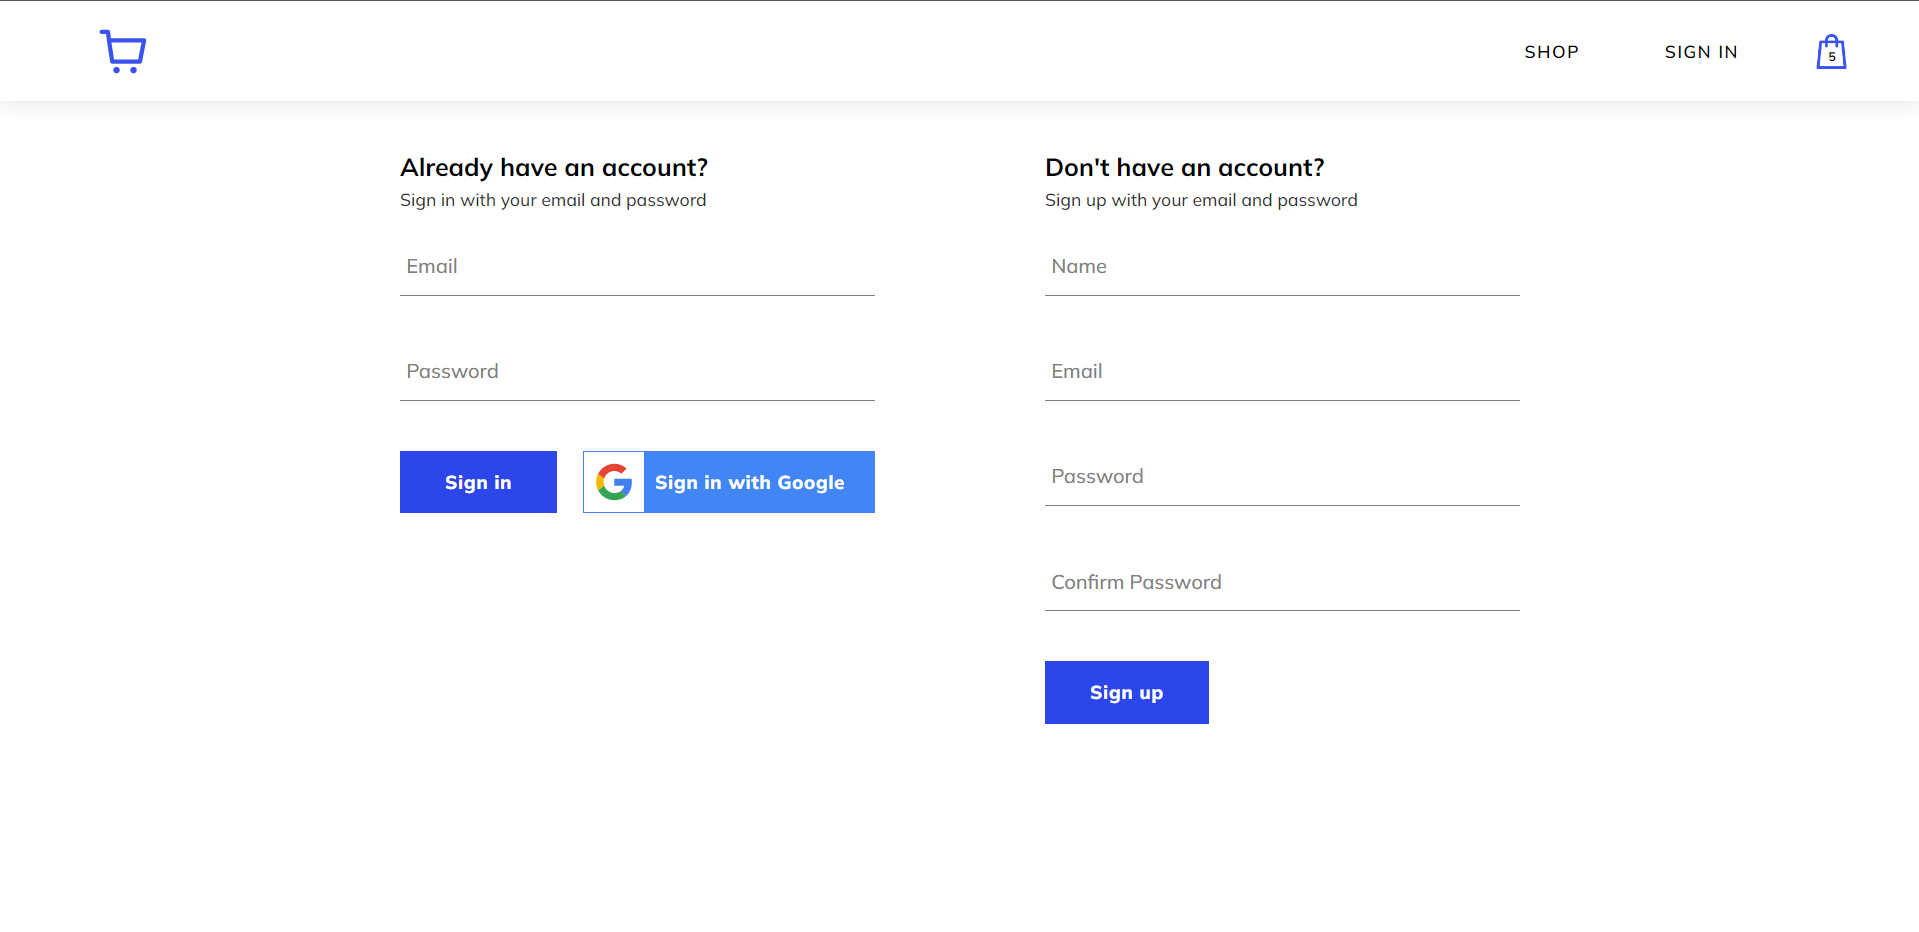 SHOP
SIGN IN
5
Already have an account?
Sign in with your email and password
Email
Password
Sign in
Sign in with Google
Don't have an account?
Sign up with your email and password
Name
Email
Password
Confirm Password
Sign up